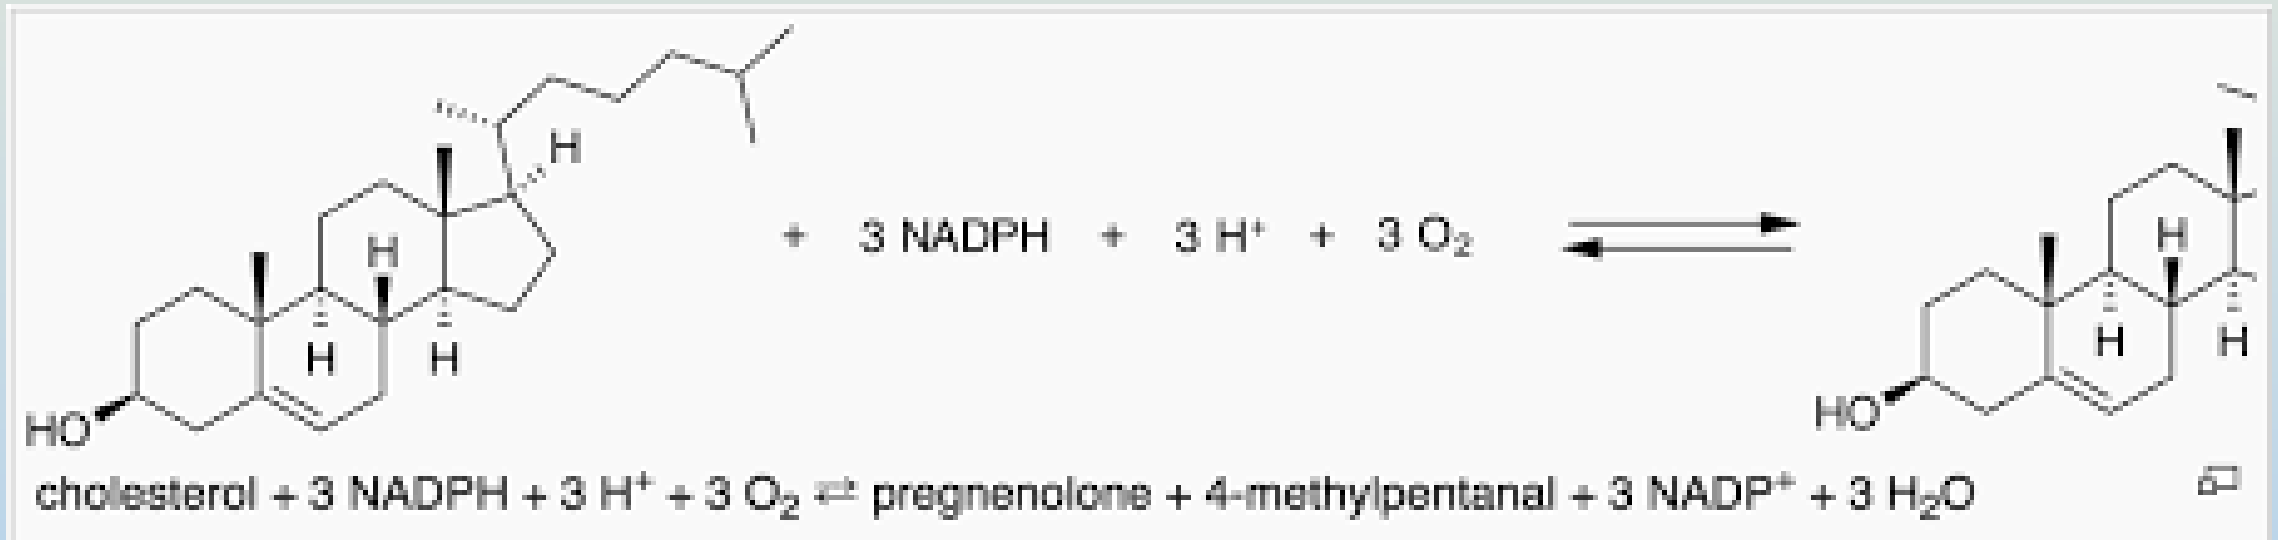 H
+ 3 NADPH + 3 H⁺ + 3 O₂
H H
H H H H
HO HO
cholesterol + 3 NADPH + 3 H⁺ + 3 O₂ ⇌ pregnenolone + 4-methylpentanal + 3 NADP⁺ + 3 H₂O